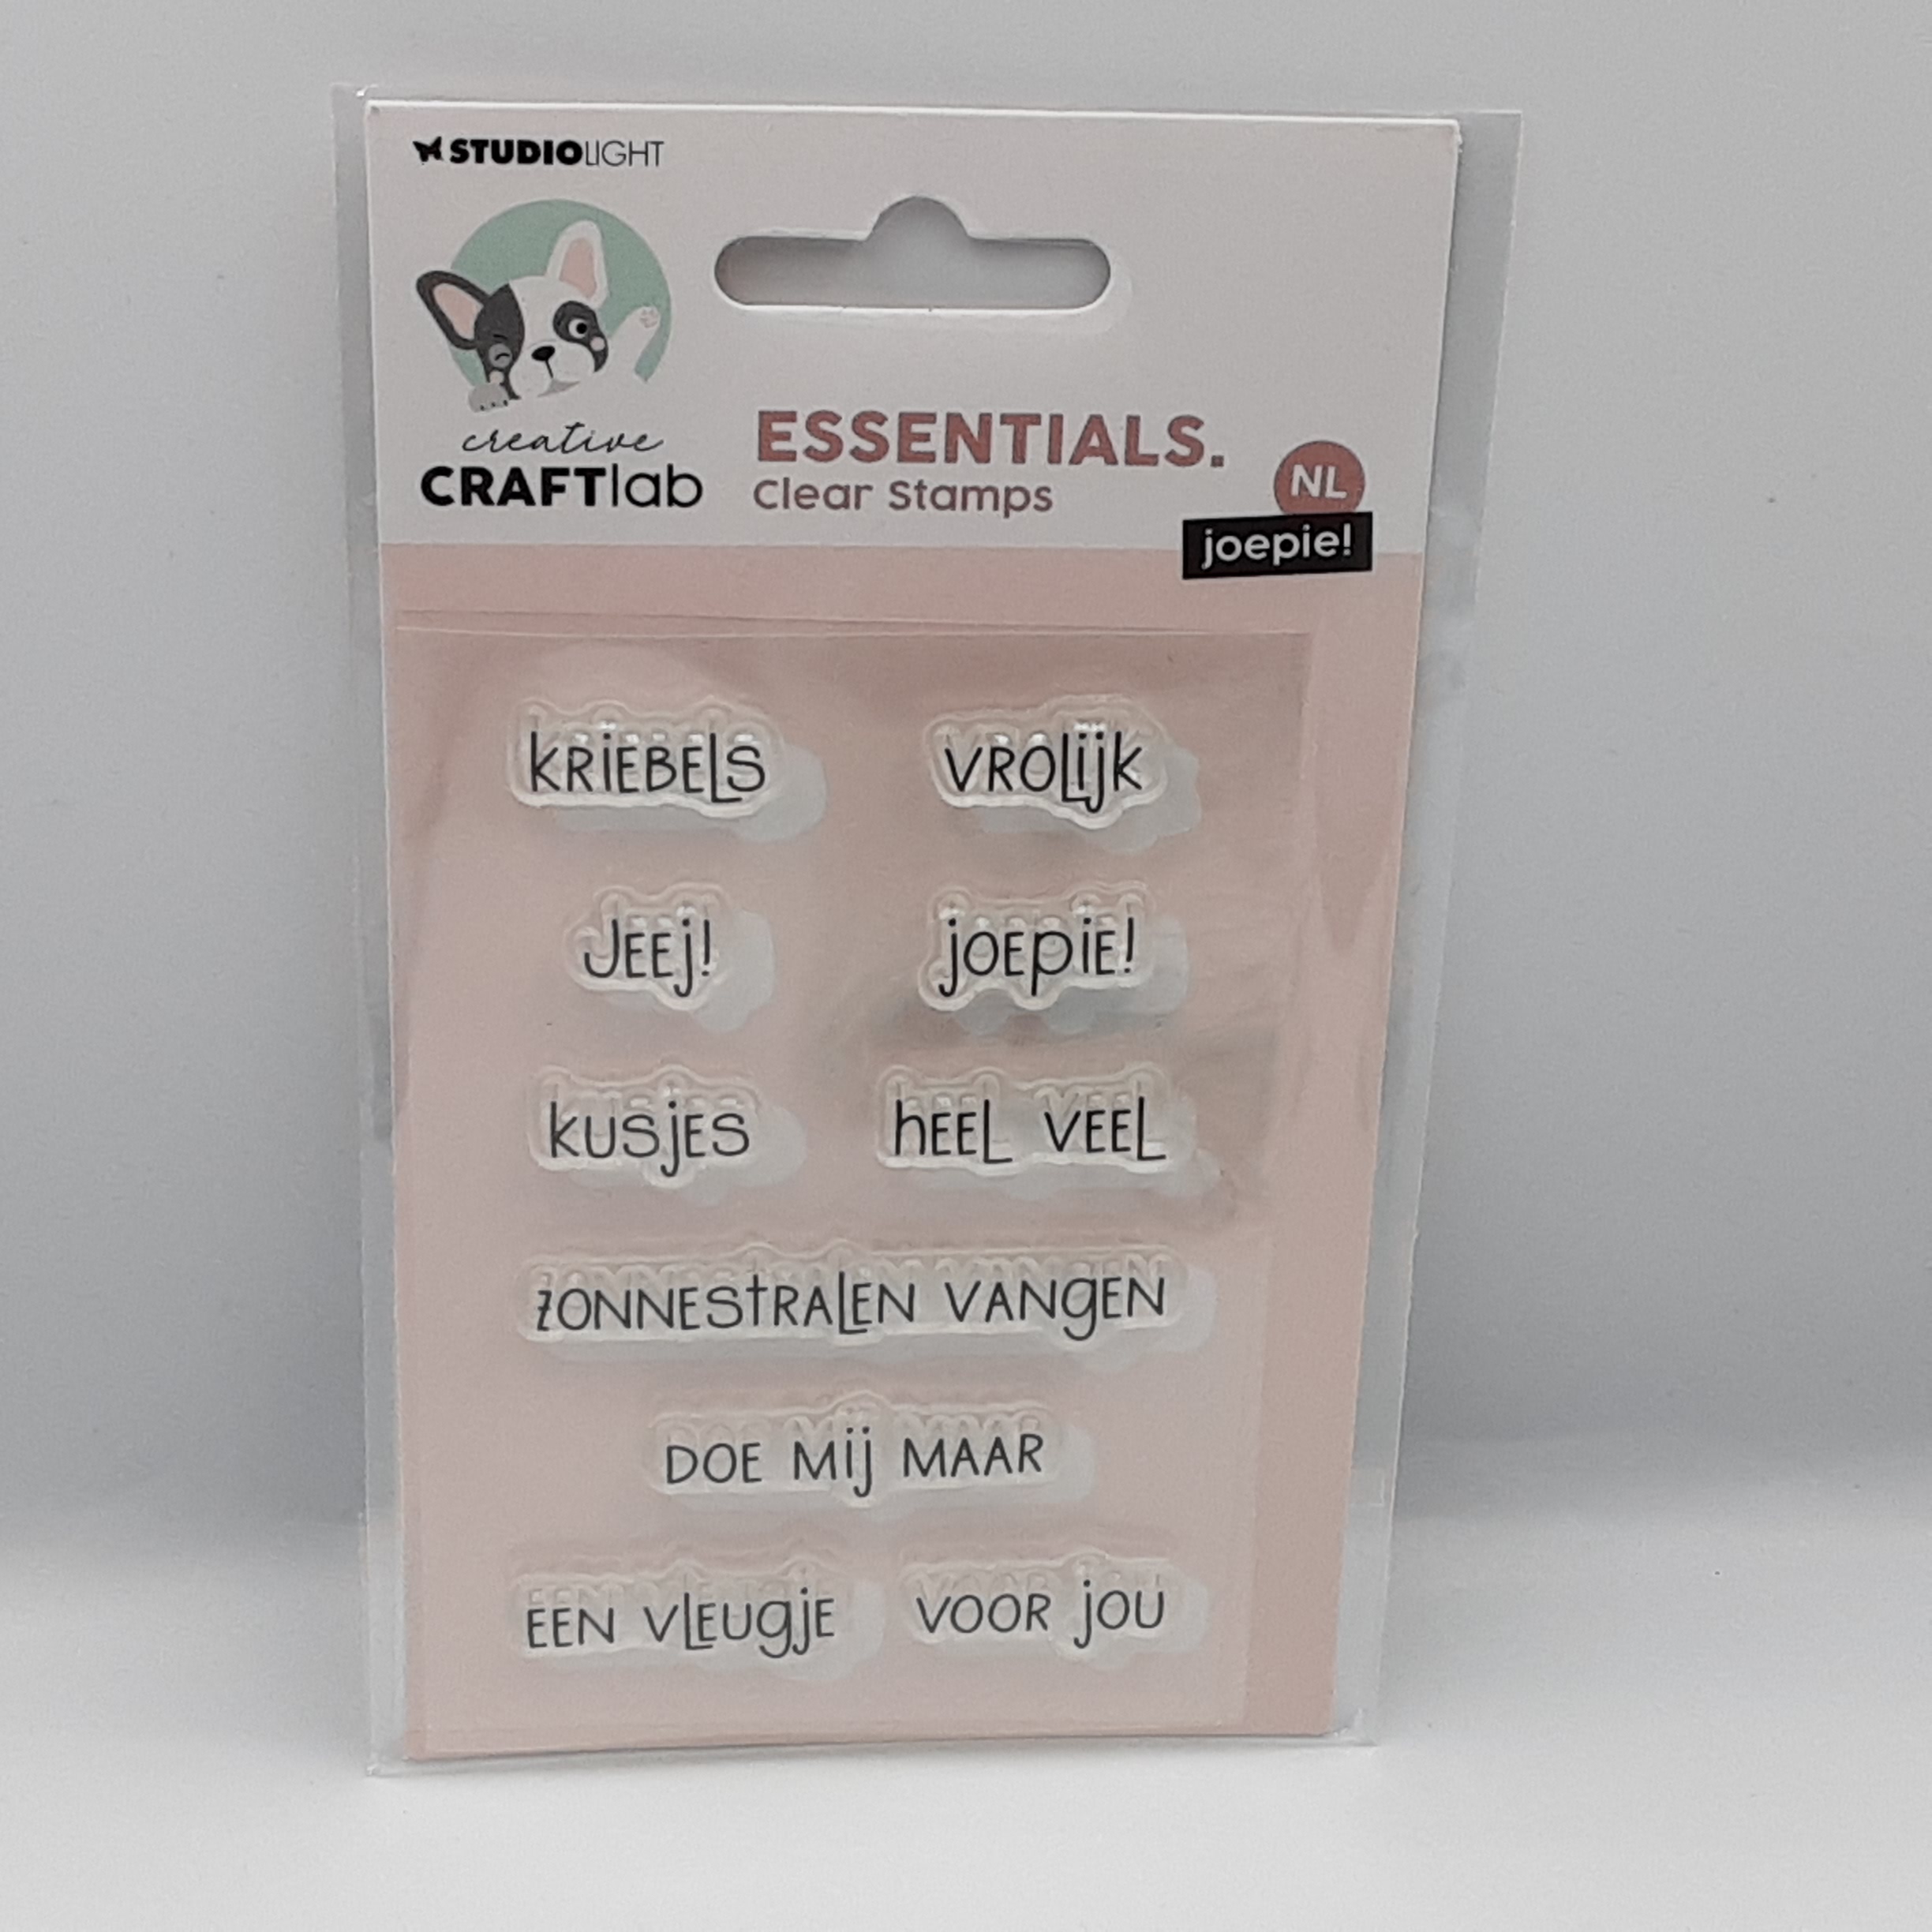 STUDIOLIGHT
creative
CRAFTlab
ESSENTIALS.
Clear Stamps
NL
joepie!
KRIEBELS VROLIJK
JEEJ! JOEPIE!
KUSJES HEEL VEEL
ZONNESTRALEN VANGEN
DOE MIJ MAAR
EEN VLEUGJE VOOR JOU